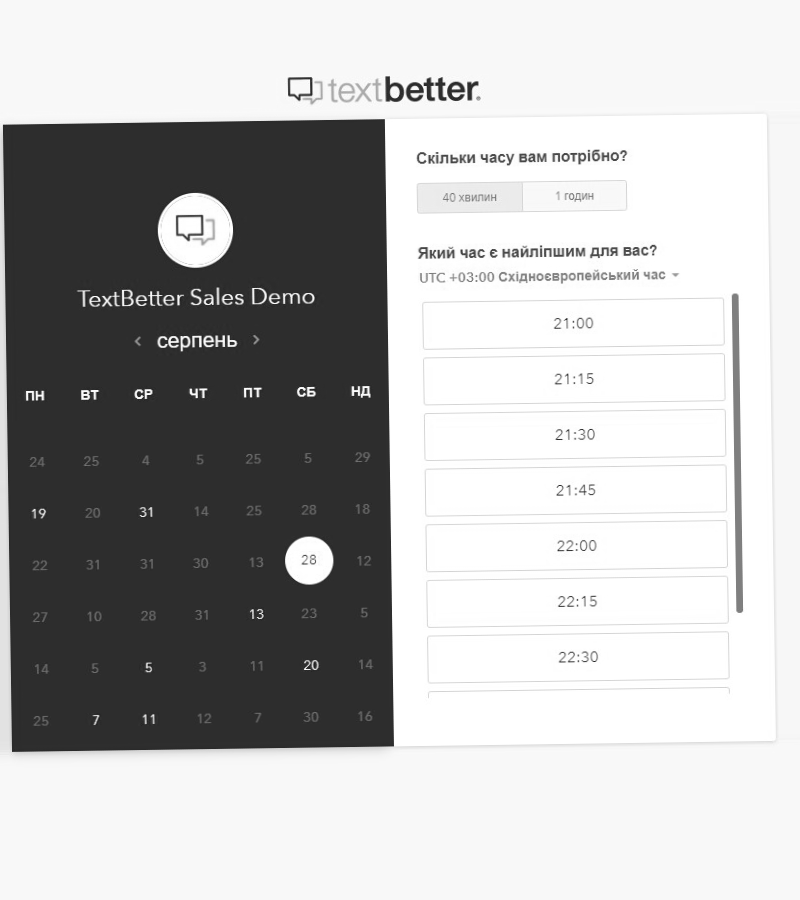 textbetter.
TextBetter Sales Demo
серпень
ПН ВТ СР ЧТ ПТ СБ НД
24 25 4 5 25 5 29
19 20 31 14 25 28 18
22 31 31 30 13 28 12
27 10 28 31 13 23 5
14 5 5 3 11 20 14
25 7 11 12 7 30 16
Скільки часу вам потрібно?
40 хвилин 1 годин
Який час є найліпшим для вас?
UTC +03:00 Східноєвропейський час
21:00
21:15
21:30
21:45
22:00
22:15
22:30